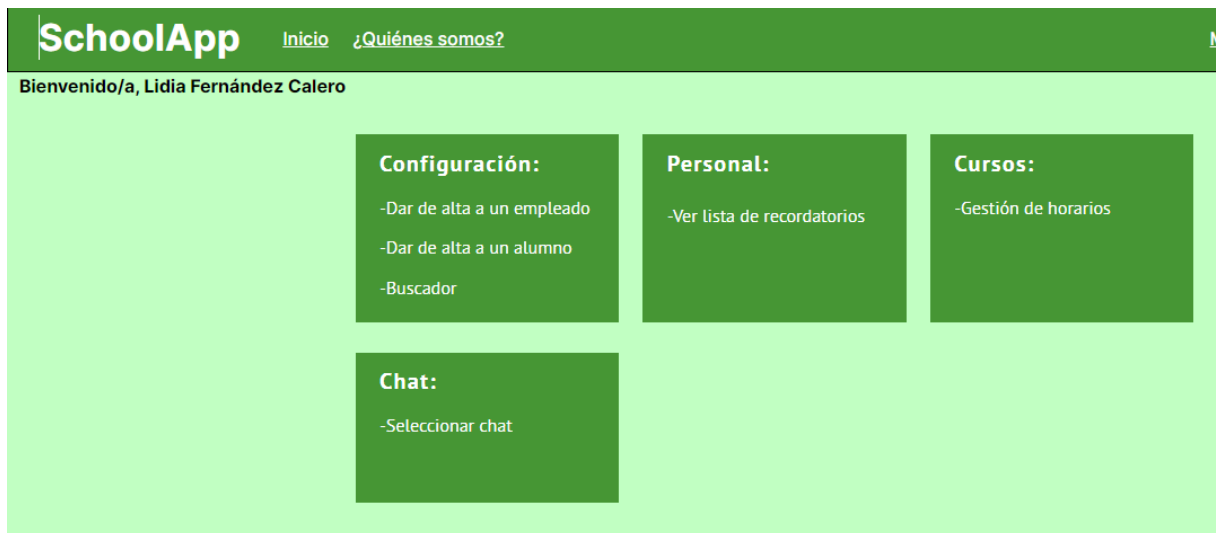 SchoolApp Inicio ¿Quiénes somos?
Bienvenido/a, Lidia Fernández Calero
Configuración:
-Dar de alta a un empleado
-Dar de alta a un alumno
-Buscador
Personal:
-Ver lista de recordatorios
Cursos:
-Gestión de horarios
Chat:
-Seleccionar chat